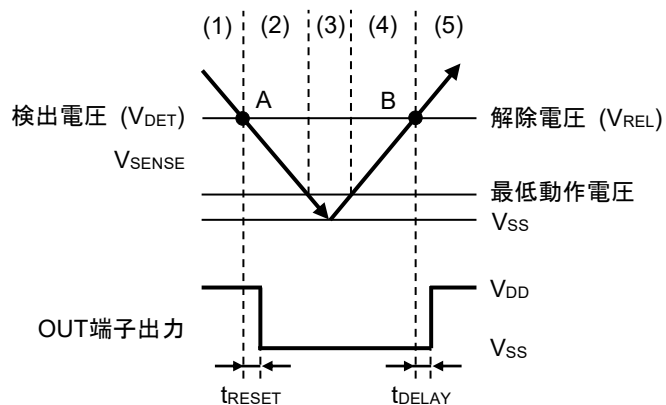 (1) (2) (3) (4) (5)
A
B
検出電圧 (VDET)
解除電圧 (VREL)
VSENSE
最低動作電圧
VSS
VDD
OUT端子出力
VSS
tRESET
tDELAY